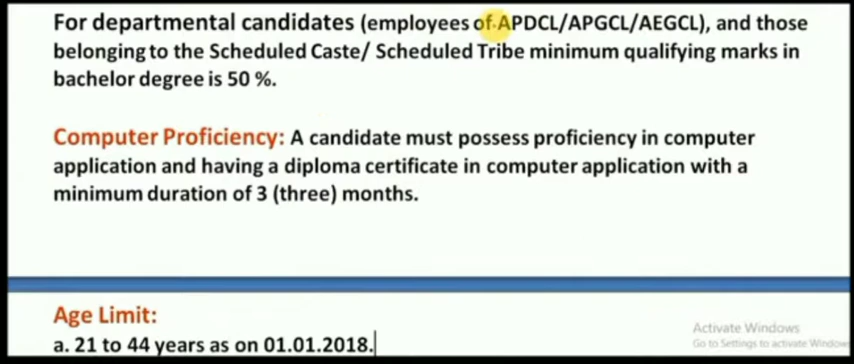 For departmental candidates (employees of APDCL/APGCL/AEGCL), and those
belonging to the Scheduled Caste/ Scheduled Tribe minimum qualifying marks in
bachelor degree is 50 %.
Computer Proficiency: A candidate must possess proficiency in computer
application and having a diploma certificate in computer application with a
minimum duration of 3 (three) months.
Age Limit:
a. 21 to 44 years as on 01.01.2018.
Activate Windows
Go to Settings to activate Windows